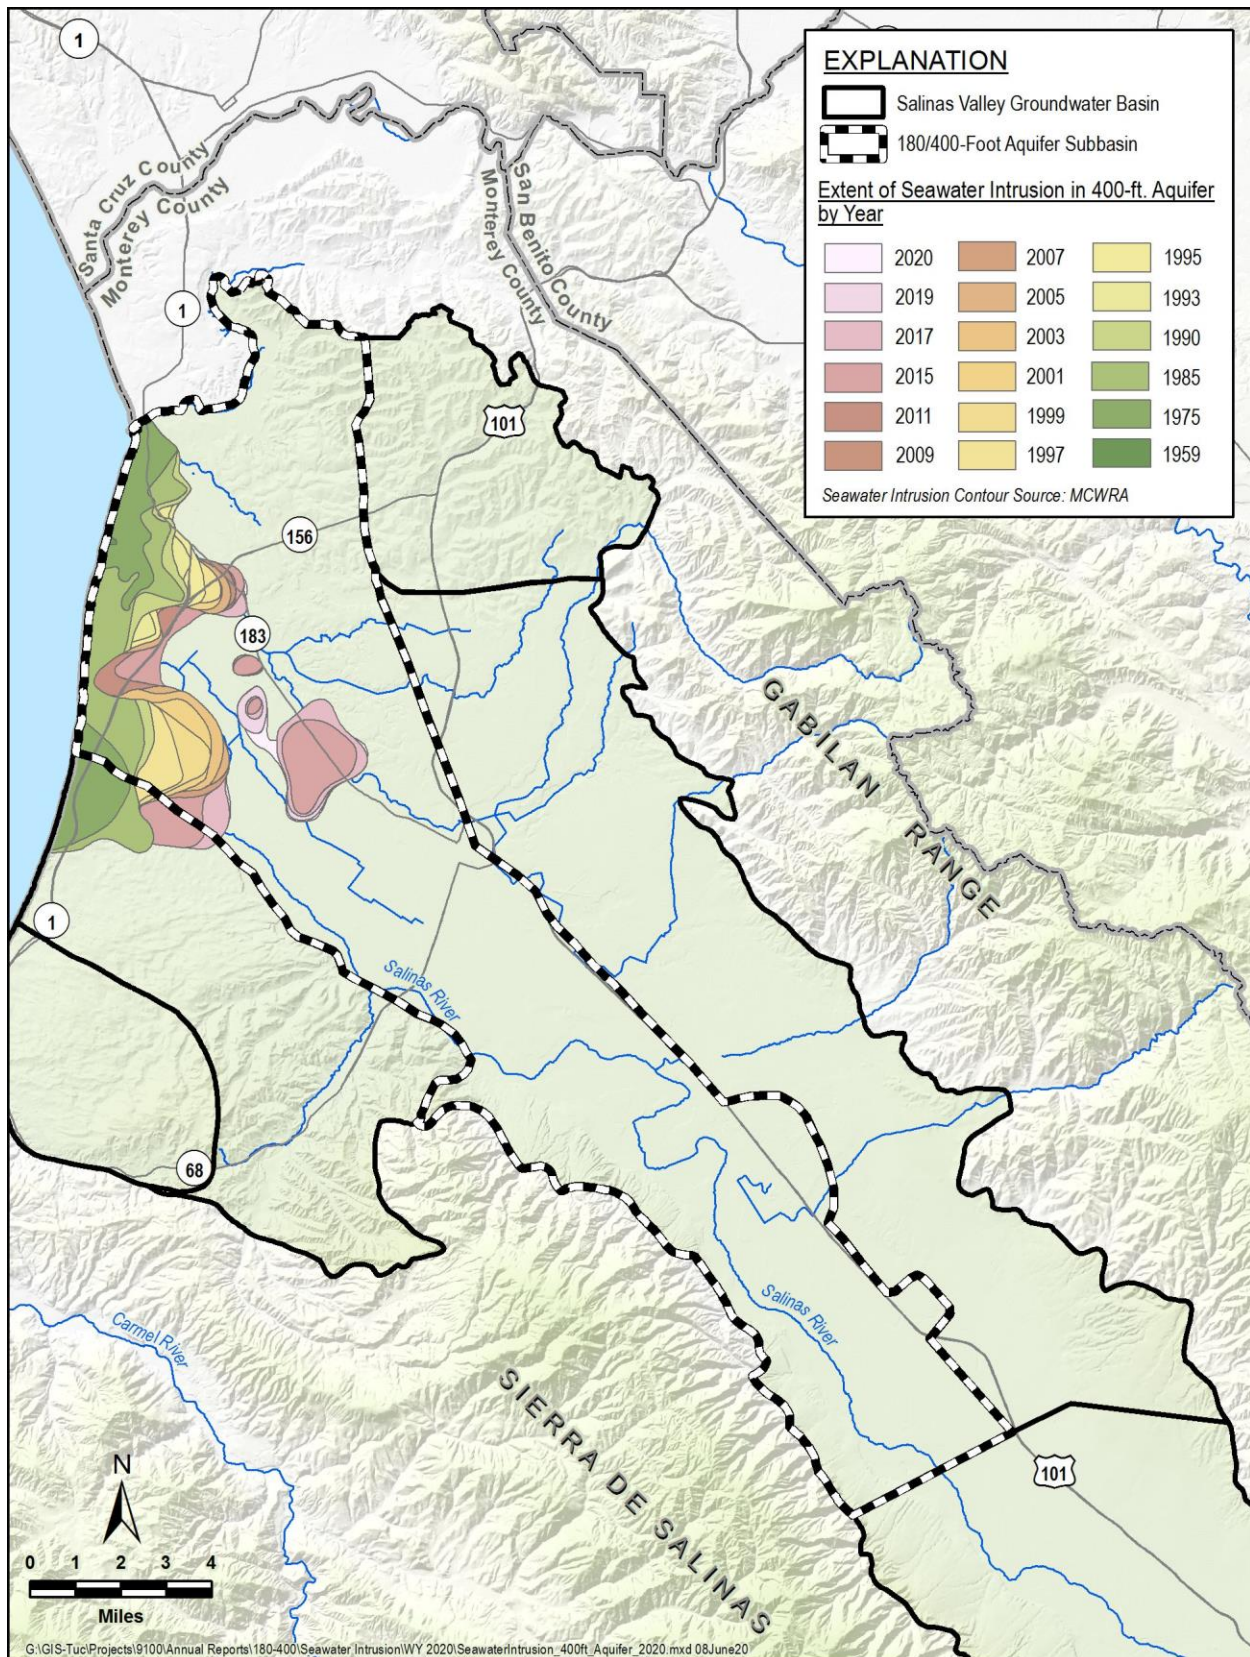 1
EXPLANATION
Salinas Valley Groundwater Basin
180/400-Foot Aquifer Subbasin
Extent of Seawater Intrusion in 400-ft. Aquifer
by Year
2020 2007 1995
2019 2005 1993
2017 2003 1990
2015 2001 1985
2011 1999 1975
2009 1997 1959
Seawater Intrusion Contour Source: MCWRA
Santa Cruz County
Monterey County
San Benito County
Monterey County
1
101
156
183
GABILAN RANGE
1
Salinas River
68
Salinas River
Carmel River
SIERRA DE SALINAS
101
N
0 1 2 3 4
Miles
G:\GIS-Tuc\Projects\9100\Annual Reports\180-400\Seawater Intrusion\WY 2020\SeawaterIntrusion_400ft_Aquifer_2020.mxd 08June20